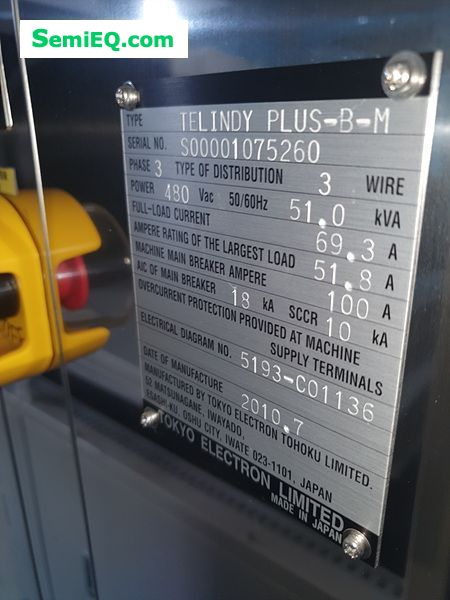 SemiEQ.com
TYPE TELINDY PLUS-B-M
SERIAL NO. S00001075260
PHASE 3 TYPE OF DISTRIBUTION 3 WIRE
POWER 480 Vac 50/60Hz 51.0 kVA
FULL-LOAD CURRENT 69.3 A
AMPERE RATING OF THE LARGEST LOAD 51.8 A
MACHINE MAIN BREAKER AMPERE 100 A
AIC OF MAIN BREAKER 18 kA SCCR 10 kA
OVERCURRENT PROTECTION PROVIDED AT MACHINE
SUPPLY TERMINALS
ELECTRICAL DIAGRAM NO. 5193-C01136
DATE OF MANUFACTURE 2010.7
MANUFACTURED BY TOKYO ELECTRON TOHOKU LIMITED.
52 MATSUNAGANE, IWAYADO,
ESASHI-KU, OSHU CITY, IWATE 023-1101, JAPAN
TOKYO ELECTRON LIMITED
MADE IN JAPAN